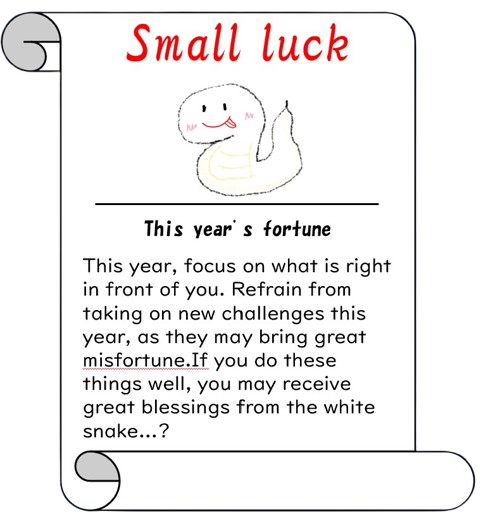 Small luck
This year's fortune
This year, focus on what is right
in front of you. Refrain from
taking on new challenges this
year, as they may bring great
misfortune.If you do these
things well, you may receive
great blessings from the white
snake...?